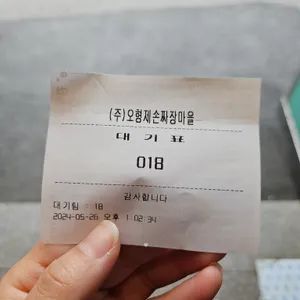 (주)오형제손짜장마을
대 기 표
018
감사합니다
대기팀 : 18
2024-05-26 오후 1:02:34